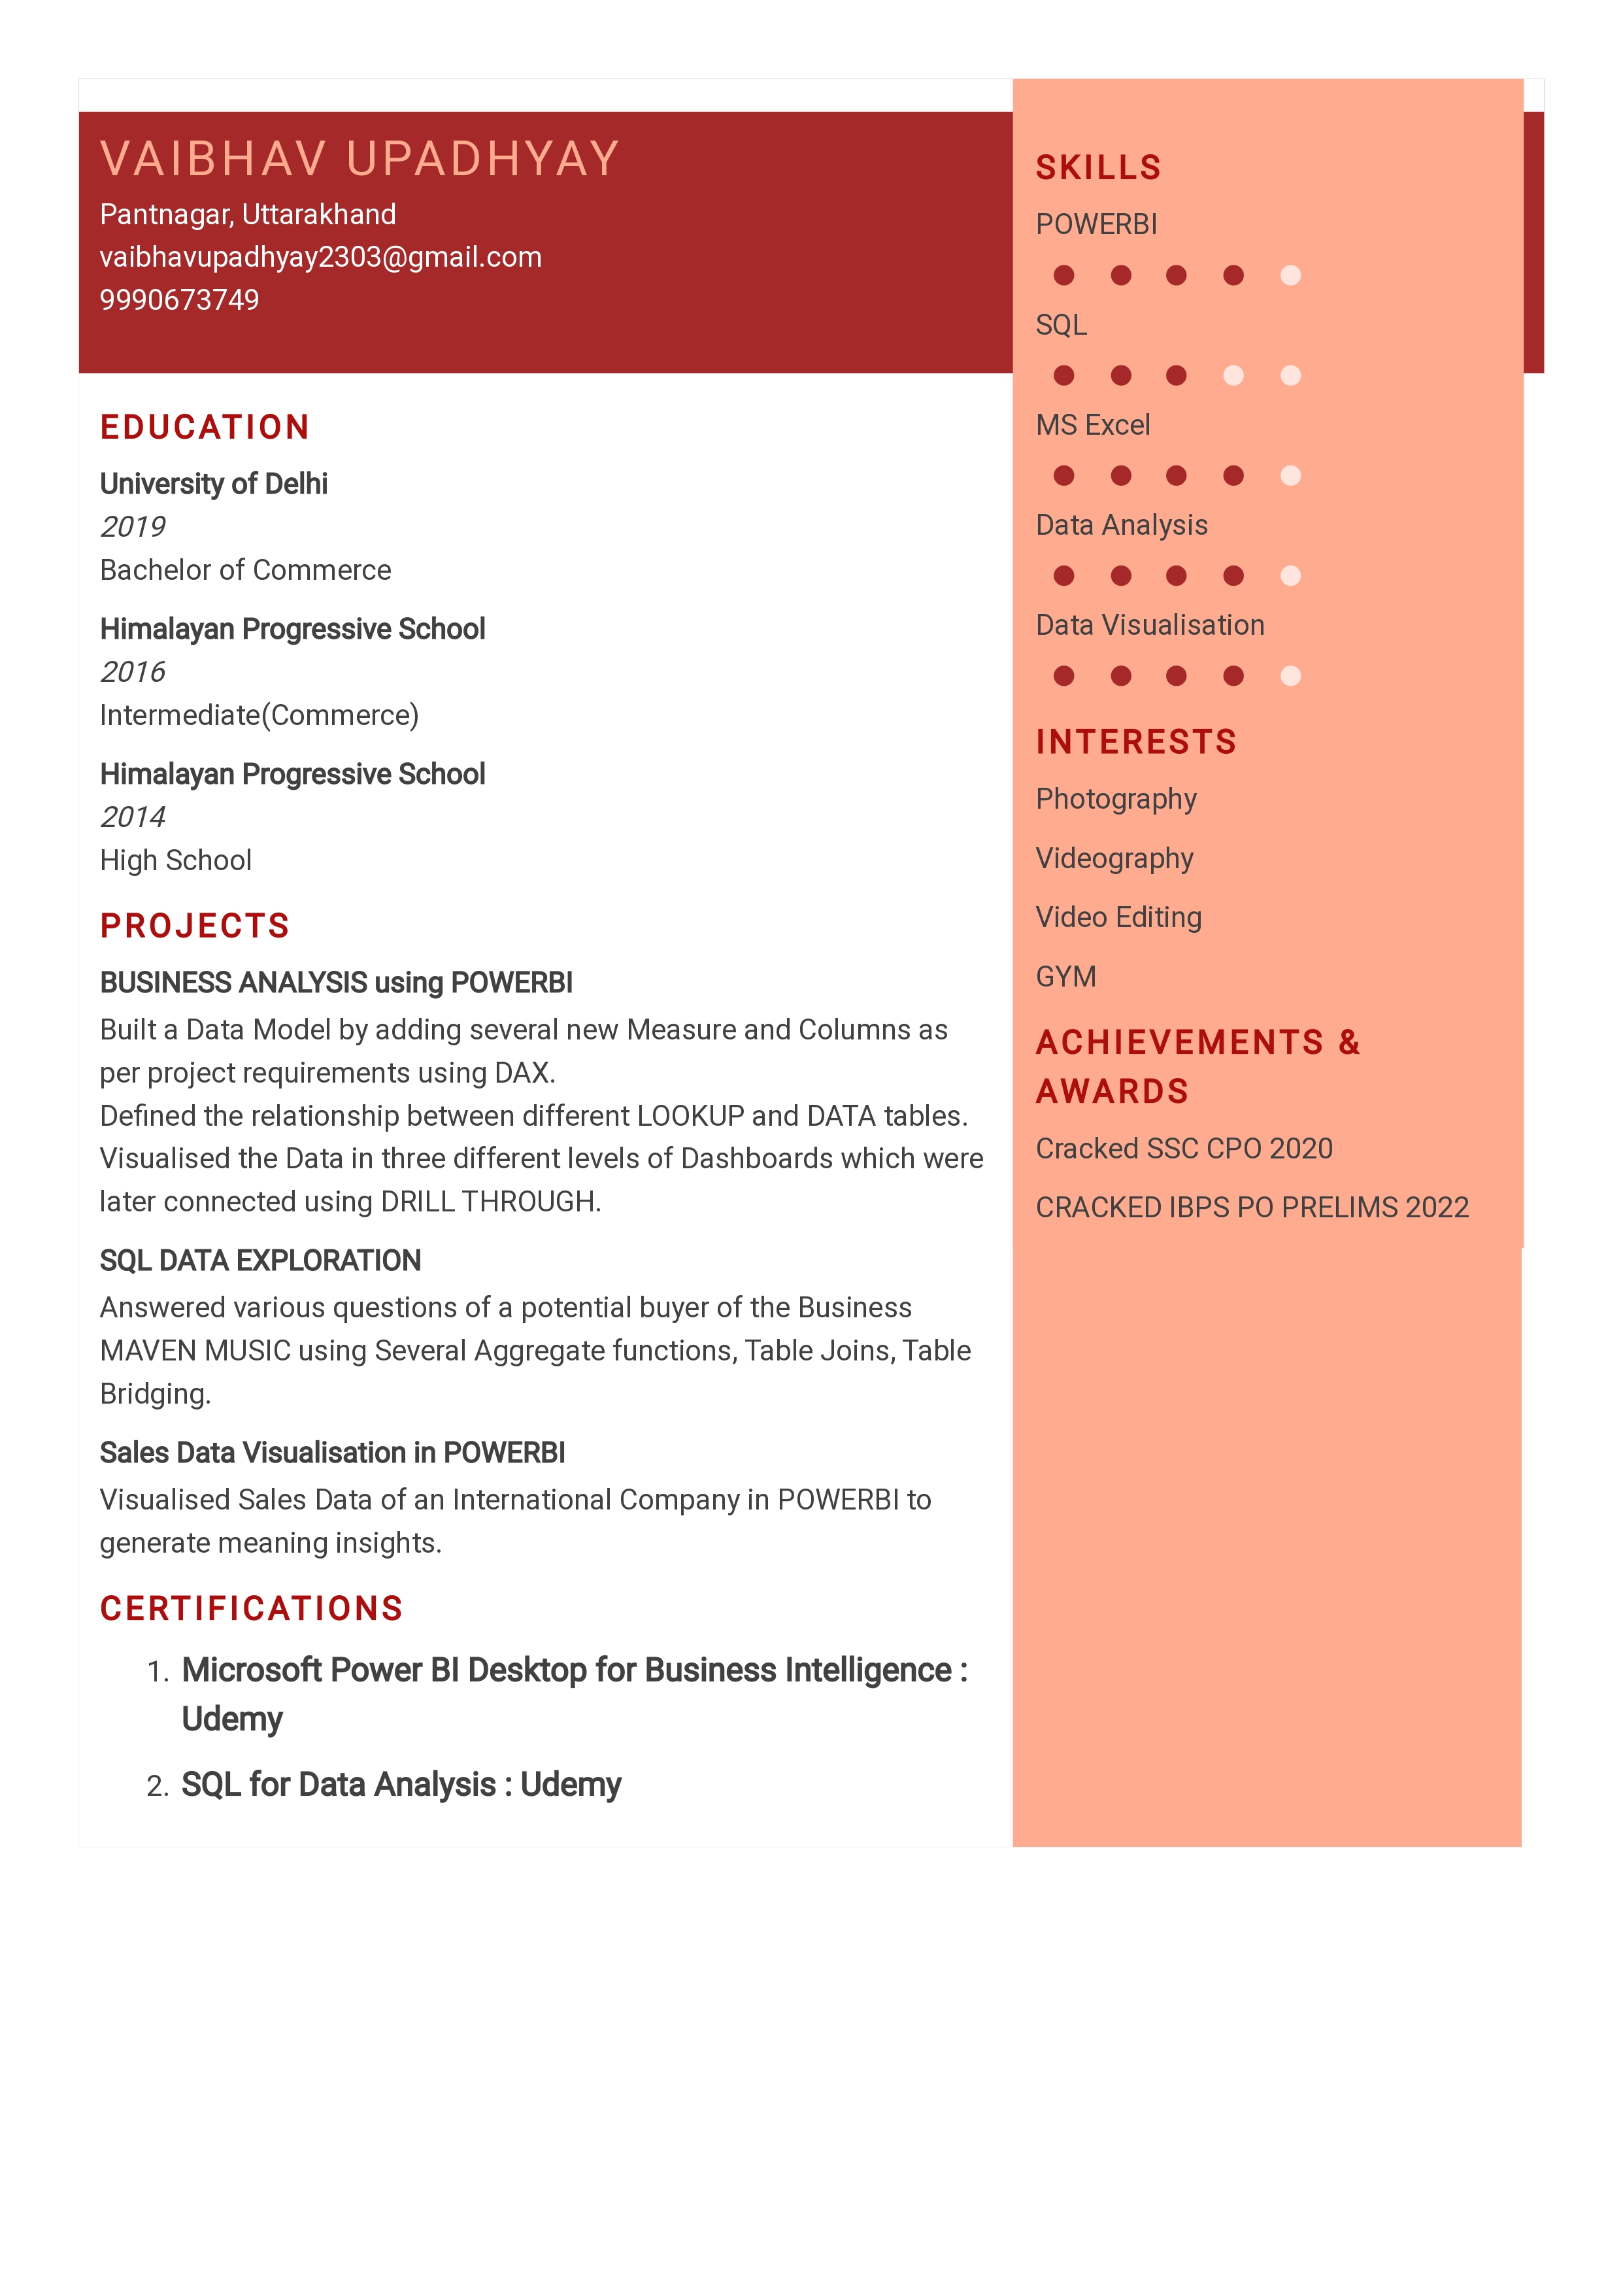 VAIBHAV UPADHYAY
Pantnagar, Uttarakhand
vaibhavupadhyay2303@gmail.com
9990673749
EDUCATION
University of Delhi
2019
Bachelor of Commerce
Himalayan Progressive School
2016
Intermediate(Commerce)
Himalayan Progressive School
2014
High School
PROJECTS
BUSINESS ANALYSIS using POWERBI
Built a Data Model by adding several new Measure and Columns as
per project requirements using DAX.
Defined the relationship between different LOOKUP and DATA tables.
Visualised the Data in three different levels of Dashboards which were
later connected using DRILL THROUGH.
SQL DATA EXPLORATION
Answered various questions of a potential buyer of the Business
MAVEN MUSIC using Several Aggregate functions, Table Joins, Table
Bridging.
Sales Data Visualisation in POWERBI
Visualised Sales Data of an International Company in POWERBI to
generate meaning insights.
CERTIFICATIONS
1. Microsoft Power BI Desktop for Business Intelligence :
Udemy
2. SQL for Data Analysis : Udemy
SKILLS
POWERBI
SQL
MS Excel
Data Analysis
Data Visualisation
INTERESTS
Photography
Videography
Video Editing
GYM
ACHIEVEMENTS &
AWARDS
Cracked SSC CPO 2020
CRACKED IBPS PO PRELIMS 2022